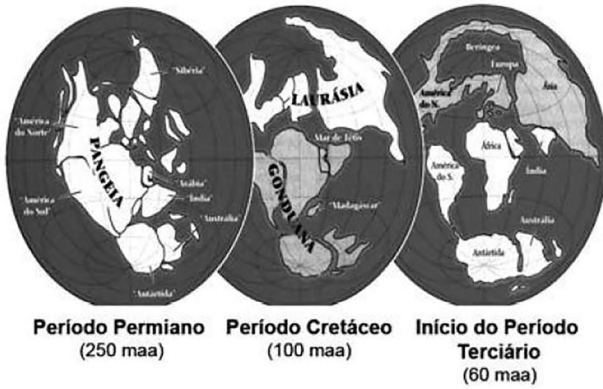 'Sibéria'
'América
do Norte'
PANGEIA
'Arábia'
'Índia'
'América
do Sul'
'Austrália'
'Antártida'
LAURÁSIA
Mar de Tétis
GONDUANA
'Madagáscar'
Beríngea
Europa
América
do N.
Ásia
África
América
do S.
Índia
Austrália
Antártida
Período Permiano
(250 maa)
Período Cretáceo
(100 maa)
Início do Período
Terciário
(60 maa)